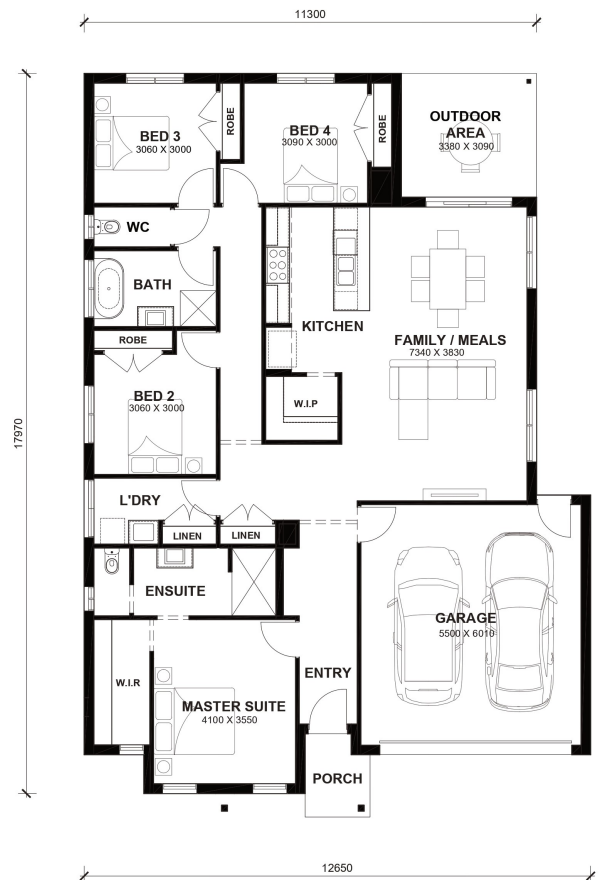 11300
17970
BED 3
3060 X 3000
ROBE
BED 4
3090 X 3000
ROBE
OUTDOOR
AREA
3380 X 3090
WC
BATH
KITCHEN
FAMILY / MEALS
7340 X 3830
ROBE
BED 2
3060 X 3000
W.I.P
L'DRY
LINEN
LINEN
ENSUITE
GARAGE
5500 X 6010
W.I.R
ENTRY
MASTER SUITE
4100 X 3550
PORCH
12650